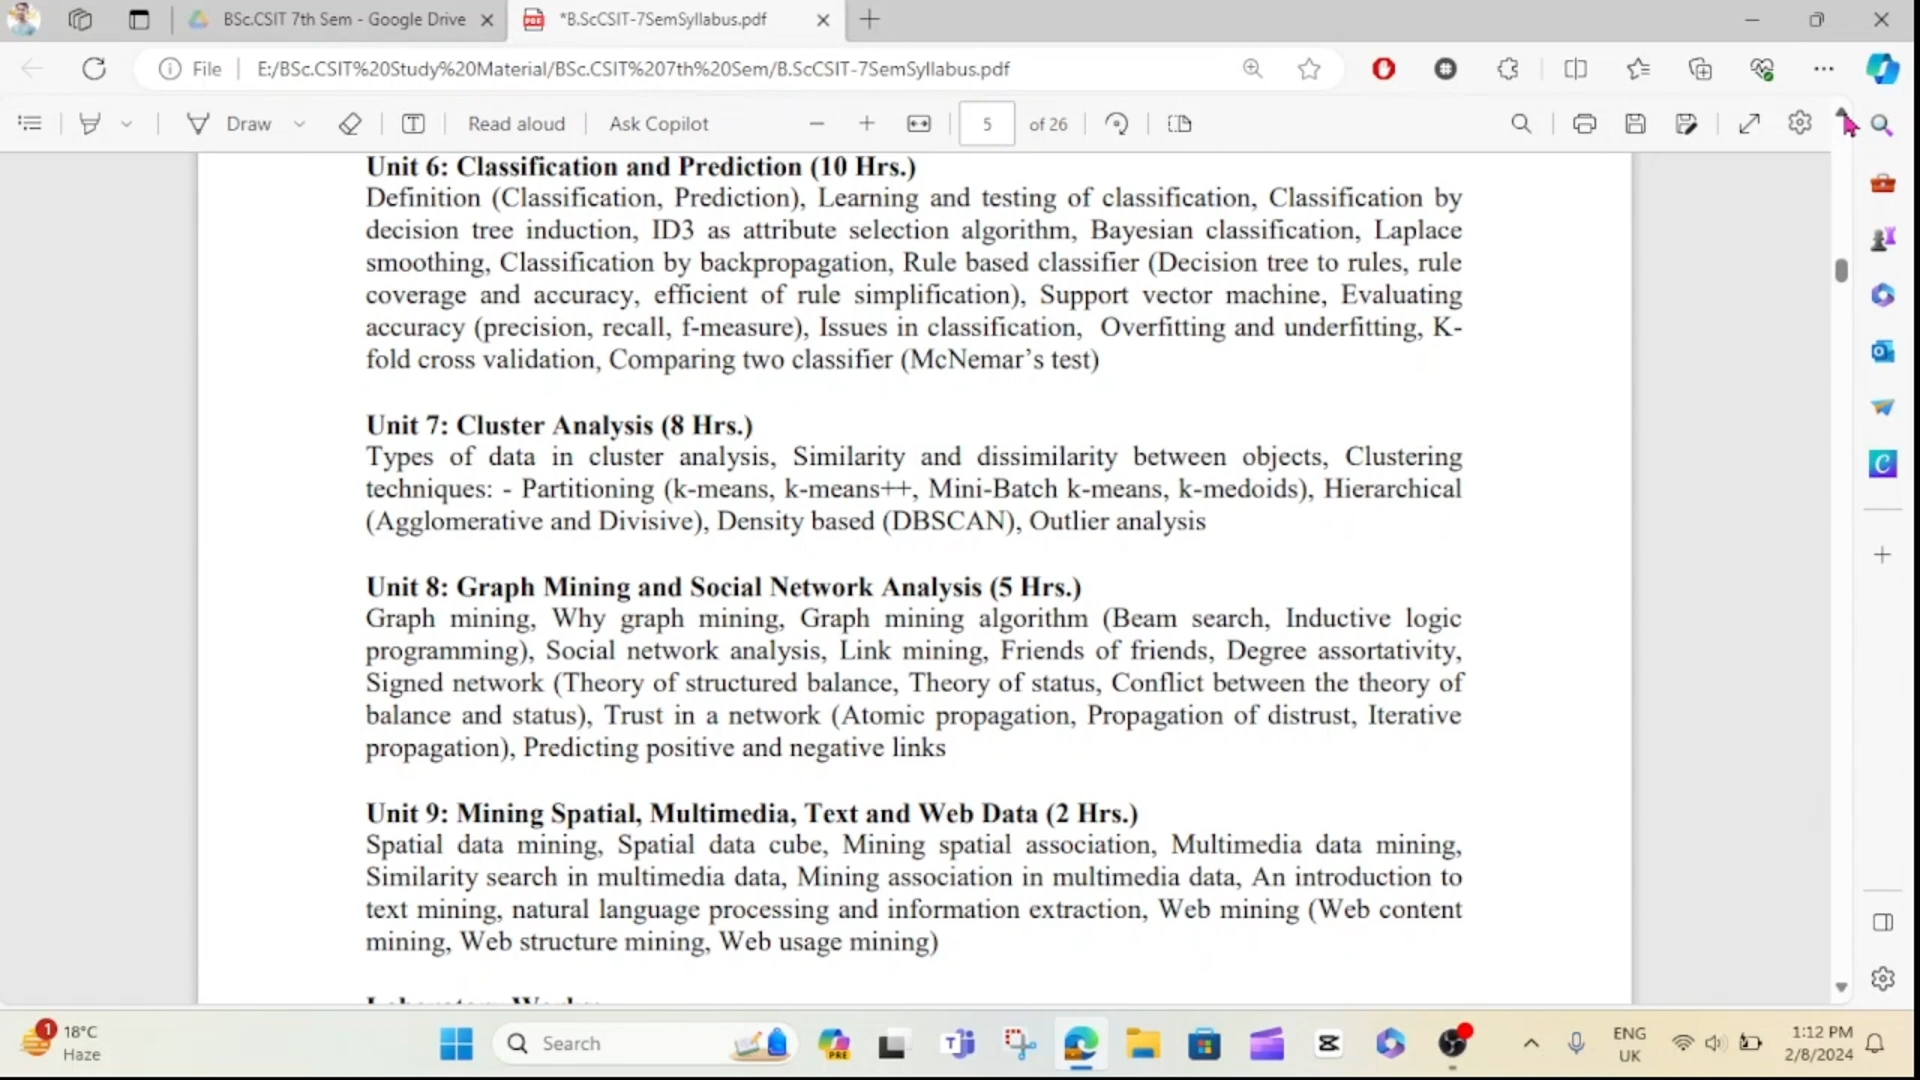 BSc.CSIT 7th Sem - Google Drive
*B.ScCSIT-7SemSyllabus.pdf
File
E:/BSc.CSIT%20Study%20Material/BSc.CSIT%207th%20Sem/B.ScCSIT-7SemSyllabus.pdf
Draw
Read aloud
Ask Copilot
5
of 26
Unit 6: Classification and Prediction (10 Hrs.)
Definition (Classification, Prediction), Learning and testing of classification, Classification by
decision tree induction, ID3 as attribute selection algorithm, Bayesian classification, Laplace
smoothing, Classification by backpropagation, Rule based classifier (Decision tree to rules, rule
coverage and accuracy, efficient of rule simplification), Support vector machine, Evaluating
accuracy (precision, recall, f-measure), Issues in classification, Overfitting and underfitting, K-
fold cross validation, Comparing two classifier (McNemar’s test)
Unit 7: Cluster Analysis (8 Hrs.)
Types of data in cluster analysis, Similarity and dissimilarity between objects, Clustering
techniques: - Partitioning (k-means, k-means++, Mini-Batch k-means, k-medoids), Hierarchical
(Agglomerative and Divisive), Density based (DBSCAN), Outlier analysis
Unit 8: Graph Mining and Social Network Analysis (5 Hrs.)
Graph mining, Why graph mining, Graph mining algorithm (Beam search, Inductive logic
programming), Social network analysis, Link mining, Friends of friends, Degree assortativity,
Signed network (Theory of structured balance, Theory of status, Conflict between the theory of
balance and status), Trust in a network (Atomic propagation, Propagation of distrust, Iterative
propagation), Predicting positive and negative links
Unit 9: Mining Spatial, Multimedia, Text and Web Data (2 Hrs.)
Spatial data mining, Spatial data cube, Mining spatial association, Multimedia data mining,
Similarity search in multimedia data, Mining association in multimedia data, An introduction to
text mining, natural language processing and information extraction, Web mining (Web content
mining, Web structure mining, Web usage mining)
1
18°C
Haze
Search
PRE
ENG
UK
1:12 PM
2/8/2024